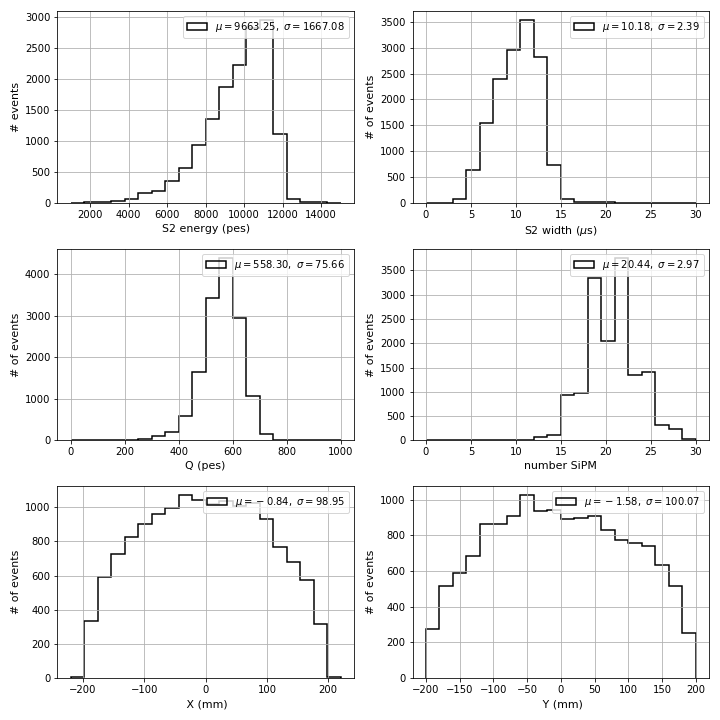 3000
2500
2000
1500
1000
500
0
# of events
μ = 9663.25, σ = 1667.08
2000 4000 6000 8000 10000 12000 14000
S2 energy (pes)
3500
3000
2500
2000
1500
1000
500
0
# of events
μ = 10.18, σ = 2.39
0 5 10 15 20 25 30
S2 width (μs)
4000
3000
2000
1000
0
# of events
μ = 558.30, σ = 75.66
0 200 400 600 800 1000
Q (pes)
3500
3000
2500
2000
1500
1000
500
0
# of events
μ = 20.44, σ = 2.97
0 5 10 15 20 25 30
number SiPM
1000
800
600
400
200
0
# of events
μ = −0.84, σ = 98.95
−200 −100 0 100 200
X (mm)
1000
800
600
400
200
0
# of events
μ = −1.58, σ = 100.07
−200 −150 −100 −50 0 50 100 150 200
Y (mm)